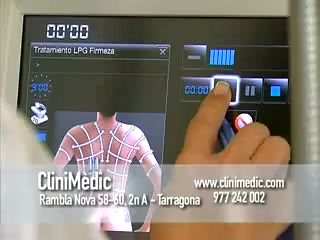 00'00
Tratamiento LPG Firmeza
>
9'00
00:00
CliniMedic
www.clinimedic.com
Rambla Nova 58-60, 2n A - Tarragona
977 242 002